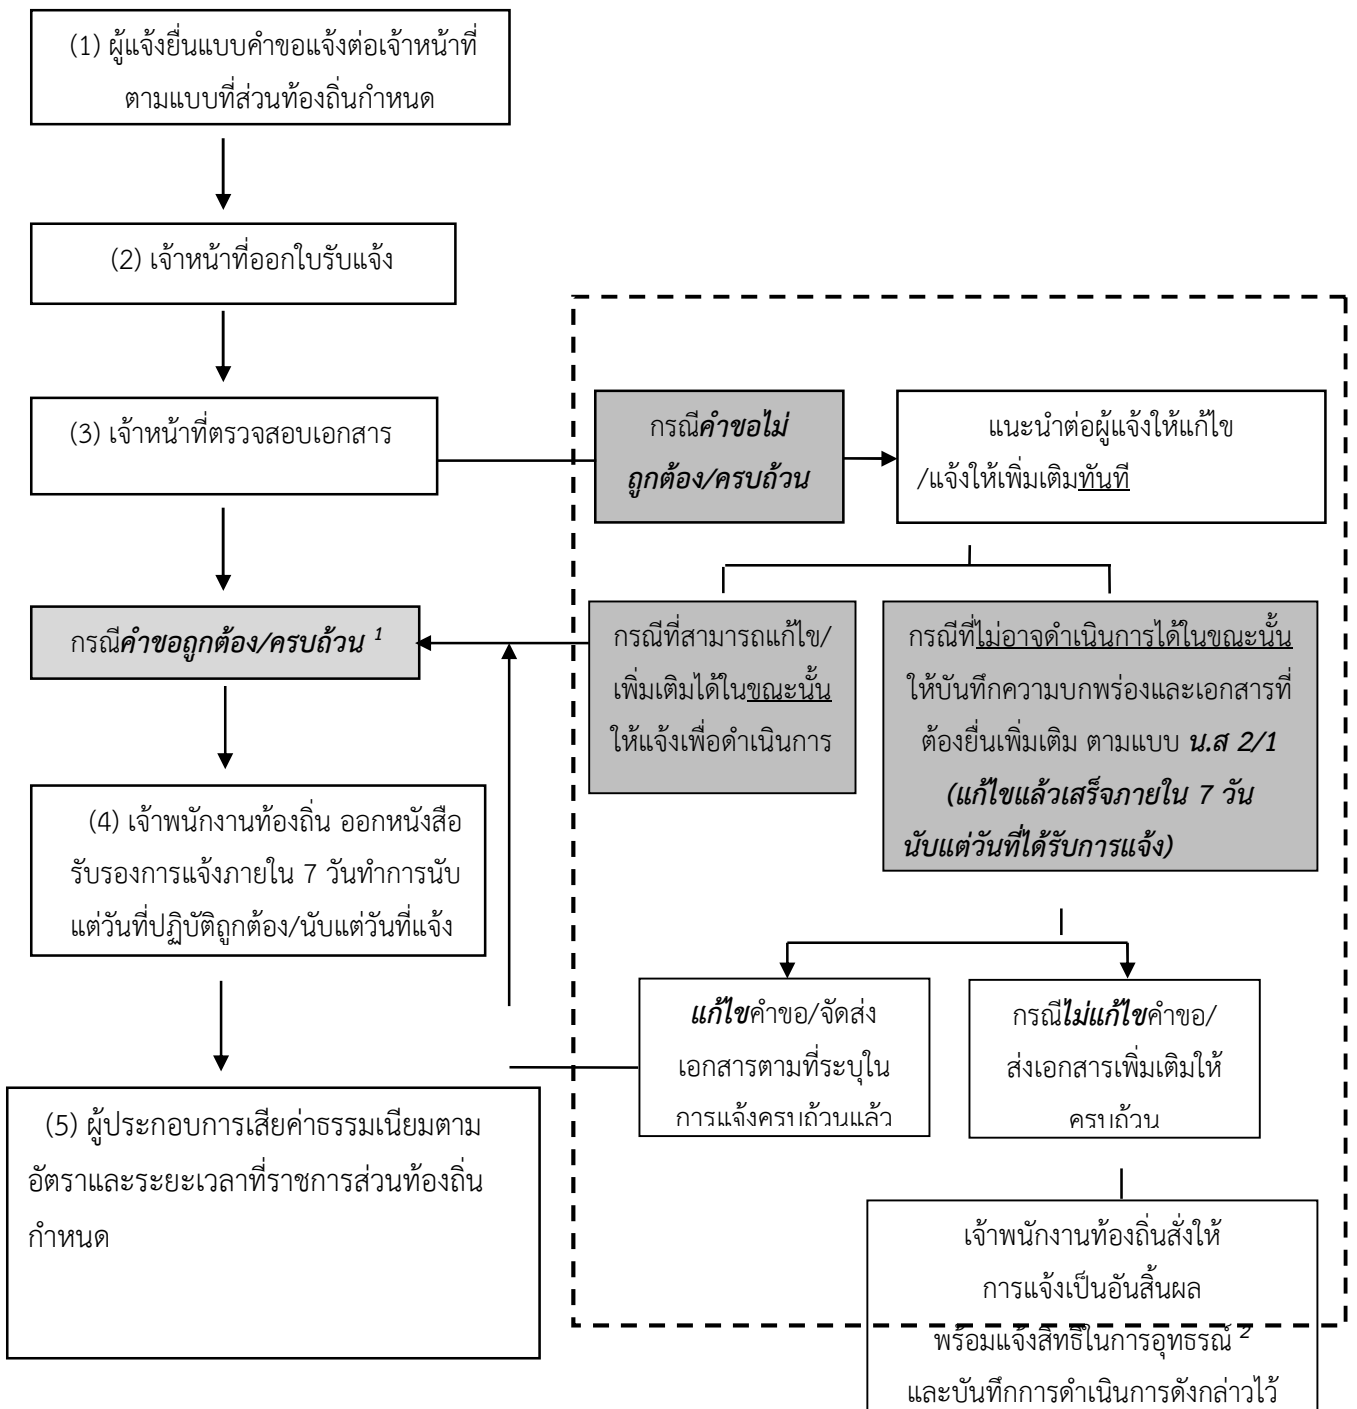 (1) ผู้แจ้งยื่นแบบคำขอแจ้งต่อเจ้าหน้าที่
ตามแบบที่ส่วนท้องถิ่นกำหนด
(2) เจ้าหน้าที่ออกใบรับแจ้ง
(3) เจ้าหน้าที่ตรวจสอบเอกสาร
กรณีคำขอไม่
ถูกต้อง/ครบถ้วน
แนะนำต่อผู้แจ้งให้แก้ไข
/แจ้งให้เพิ่มเติมทันที
กรณีคำขอถูกต้อง/ครบถ้วน 1
กรณีที่สามารถแก้ไข/
เพิ่มเติมได้ในขณะนั้น
ให้แจ้งเพื่อดำเนินการ
กรณีที่ไม่อาจดำเนินการได้ในขณะนั้น
ให้บันทึกความบกพร่องและเอกสารที่
ต้องยื่นเพิ่มเติม ตามแบบ น.ส 2/1
(แก้ไขแล้วเสร็จภายใน 7 วัน
นับแต่วันที่ได้รับการแจ้ง)
(4) เจ้าพนักงานท้องถิ่น ออกหนังสือ
รับรองการแจ้งภายใน 7 วันทำการนับ
แต่วันที่ปฏิบัติถูกต้อง/นับแต่วันที่แจ้ง
แก้ไขคำขอ/จัดส่ง
เอกสารตามที่ระบุใน
การแจ้งครบถ้วนแล้ว
กรณีไม่แก้ไขคำขอ/
ส่งเอกสารเพิ่มเติมให้
ครบถ้วน
(5) ผู้ประกอบการเสียค่าธรรมเนียมตาม
อัตราและระยะเวลาที่ราชการส่วนท้องถิ่น
กำหนด
เจ้าพนักงานท้องถิ่นสั่งให้
การแจ้งเป็นอันสิ้นผล
พร้อมแจ้งสิทธิในการอุทธรณ์ 2
และบันทึกการดำเนินการดังกล่าวไว้